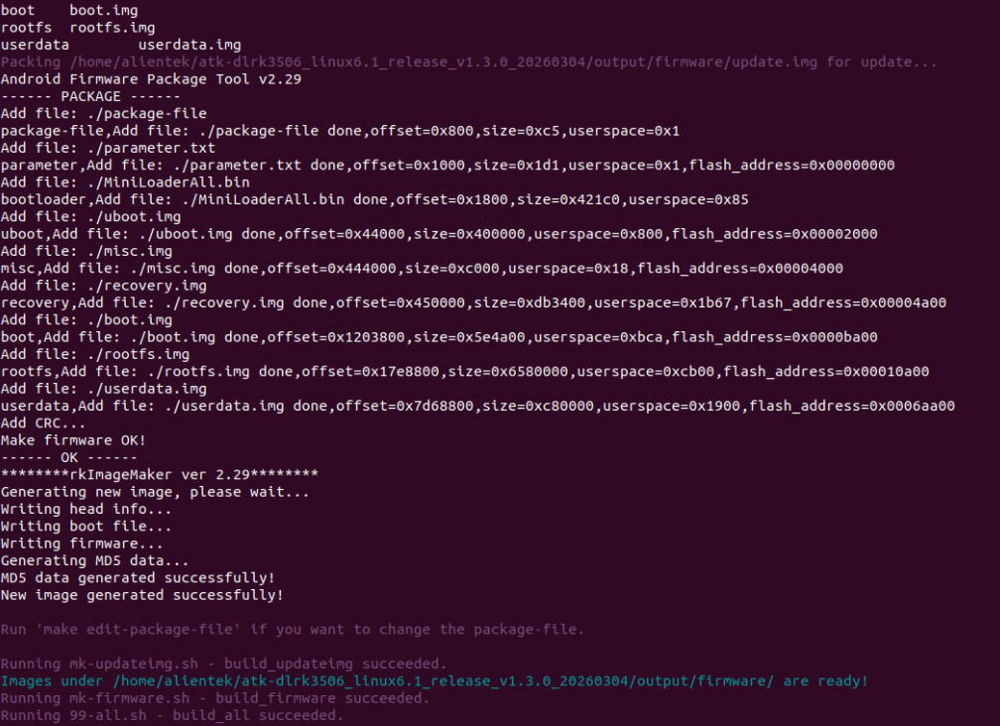 boot    boot.img
rootfs  rootfs.img
userdata        userdata.img
Packing /home/alientek/atk-dlrk3506_linux6.1_release_v1.3.0_20260304/output/firmware/update.img for update...
Android Firmware Package Tool v2.29
------ PACKAGE ------
Add file: ./package-file
package-file,Add file: ./package-file done,offset=0x800,size=0xc5,userspace=0x1
Add file: ./parameter.txt
parameter,Add file: ./parameter.txt done,offset=0x1000,size=0x1d1,userspace=0x1,flash_address=0x00000000
Add file: ./MiniLoaderAll.bin
bootloader,Add file: ./MiniLoaderAll.bin done,offset=0x1800,size=0x421c0,userspace=0x85
Add file: ./uboot.img
uboot,Add file: ./uboot.img done,offset=0x44000,size=0x400000,userspace=0x800,flash_address=0x00002000
Add file: ./misc.img
misc,Add file: ./misc.img done,offset=0x444000,size=0xc000,userspace=0x18,flash_address=0x00004000
Add file: ./recovery.img
recovery,Add file: ./recovery.img done,offset=0x450000,size=0xdb3400,userspace=0x1b67,flash_address=0x00004a00
Add file: ./boot.img
boot,Add file: ./boot.img done,offset=0x1203800,size=0x5e4a00,userspace=0xbca,flash_address=0x0000ba00
Add file: ./rootfs.img
rootfs,Add file: ./rootfs.img done,offset=0x17e8800,size=0x6580000,userspace=0xcb00,flash_address=0x00010a00
Add file: ./userdata.img
userdata,Add file: ./userdata.img done,offset=0x7d68800,size=0xc80000,userspace=0x1900,flash_address=0x0006aa00
Add CRC...
Make firmware OK!
------ OK ------
********rkImageMaker ver 2.29********
Generating new image, please wait...
Writing head info...
Writing boot file...
Writing firmware...
Generating MD5 data...
MD5 data generated successfully!
New image generated successfully!
Run 'make edit-package-file' if you want to change the package-file.
Running mk-updateimg.sh - build_updateimg succeeded.
Images under /home/alientek/atk-dlrk3506_linux6.1_release_v1.3.0_20260304/output/firmware/ are ready!
Running mk-firmware.sh - build_firmware succeeded.
Running 99-all.sh - build_all succeeded.